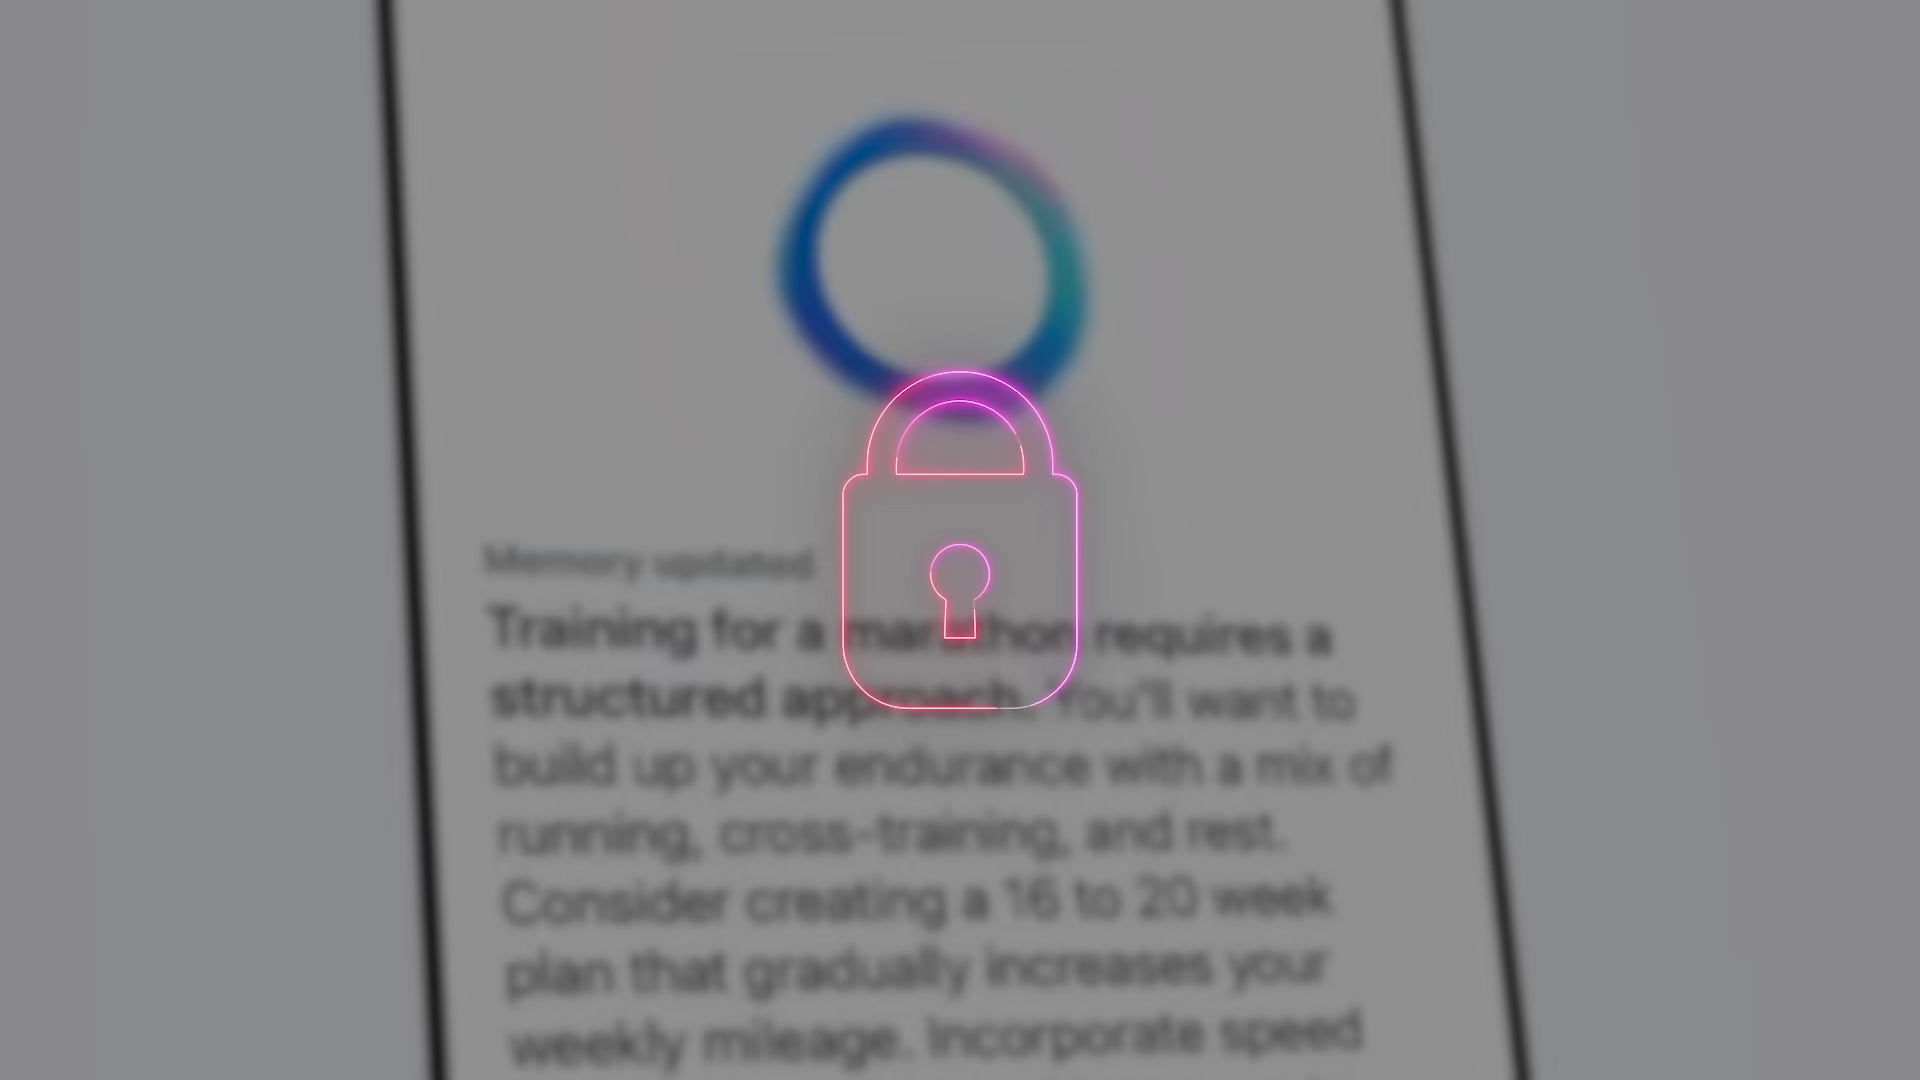 Memory updated
Training for a marathon requires a
structured approach. You'll want to
build up your endurance with a mix of
running, cross-training, and rest.
Consider creating a 16 to 20 week
plan that gradually increases your
weekly mileage. Incorporate speed